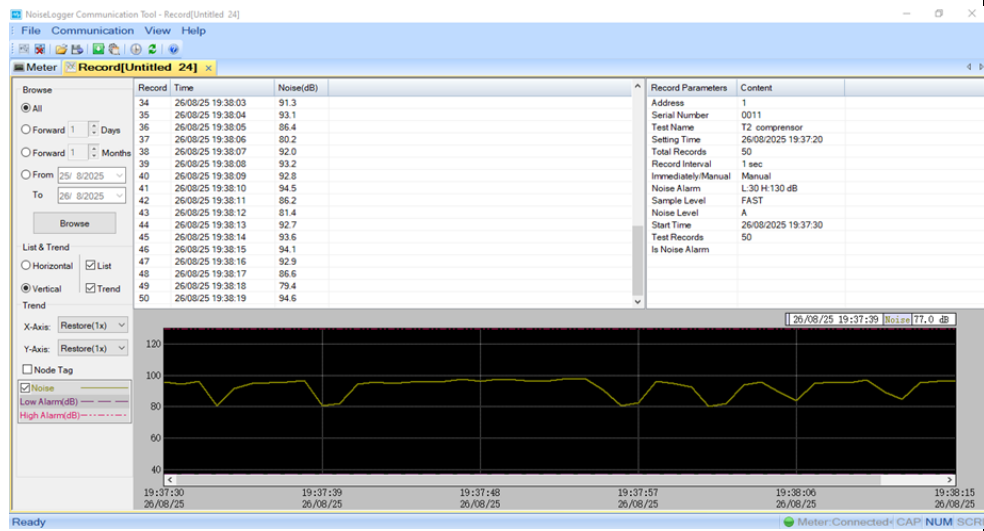 NoiseLogger Communication Tool - Record[Untitled 24]
File Communication View Help
Meter Record[Untitled 24] ×
Browse
All
Forward 1 Days
Forward 1 Months
From 25/ 8/2025
To 26/ 8/2025
Browse
List & Trend
Horizontal List
Vertical Trend
Trend
X-Axis: Restore(1x)
Y-Axis: Restore(1x)
Node Tag
Noise
Low Alarm(dB)
High Alarm(dB)
Record Time Noise(dB)
34 26/08/25 19:38:03 91.3
35 26/08/25 19:38:04 93.1
36 26/08/25 19:38:05 86.4
37 26/08/25 19:38:06 80.2
38 26/08/25 19:38:07 92.0
39 26/08/25 19:38:08 93.2
40 26/08/25 19:38:09 92.8
41 26/08/25 19:38:10 94.5
42 26/08/25 19:38:11 86.2
43 26/08/25 19:38:12 81.4
44 26/08/25 19:38:13 92.7
45 26/08/25 19:38:14 93.6
46 26/08/25 19:38:15 94.1
47 26/08/25 19:38:16 92.9
48 26/08/25 19:38:17 86.6
49 26/08/25 19:38:18 79.4
50 26/08/25 19:38:19 94.6
Record Parameters Content
Address 1
Serial Number 0011
Test Name T2 comprensor
Setting Time 26/08/2025 19:37:20
Total Records 50
Record Interval 1 sec
Immediately/Manual Manual
Noise Alarm L:30 H:130 dB
Sample Level FAST
Noise Level A
Start Time 26/08/2025 19:37:30
Test Records 50
Is Noise Alarm
26/08/25 19:37:39 Noise 77.0 dB
120
100
80
60
40
19:37:30 19:37:39 19:37:48 19:37:57 19:38:06 19:38:15
26/08/25 26/08/25 26/08/25 26/08/25 26/08/25 26/08/25
Ready Meter:Connected CAP NUM SCR